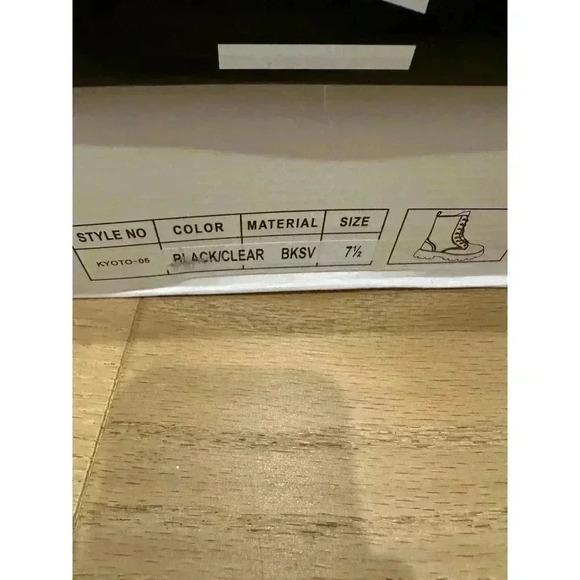 STYLE NO COLOR MATERIAL SIZE
KYOTO-05 BLACK/CLEAR BKSV 7½